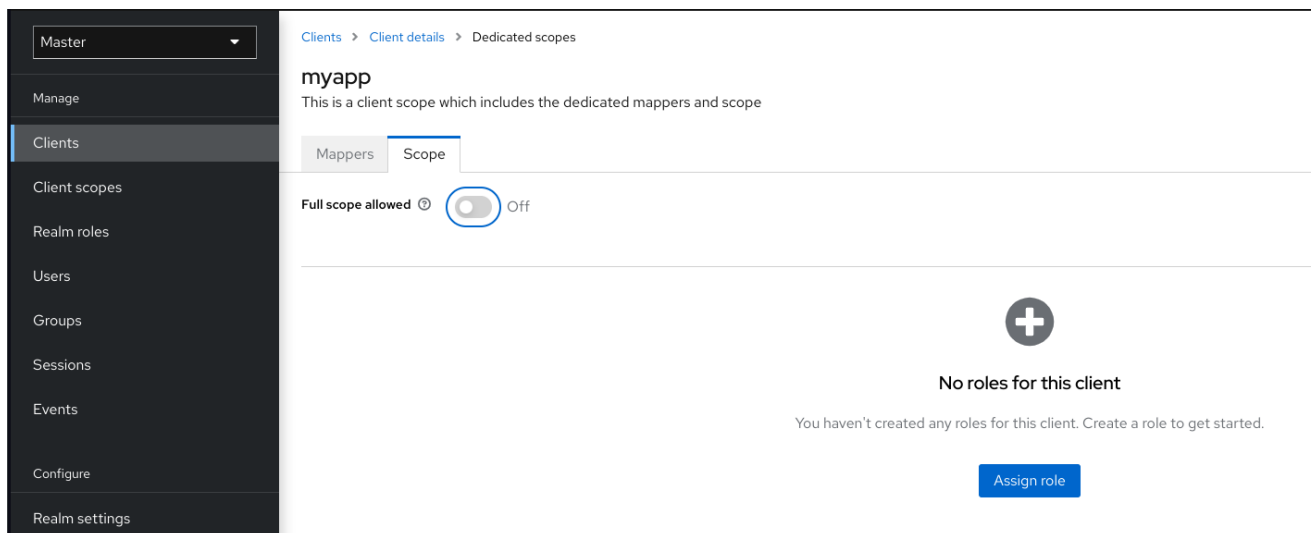 Master
Manage
Clients
Client scopes
Realm roles
Users
Groups
Sessions
Events
Configure
Realm settings
Clients > Client details > Dedicated scopes
myapp
This is a client scope which includes the dedicated mappers and scope
Mappers Scope
Full scope allowed ? Off
No roles for this client
You haven't created any roles for this client. Create a role to get started.
Assign role